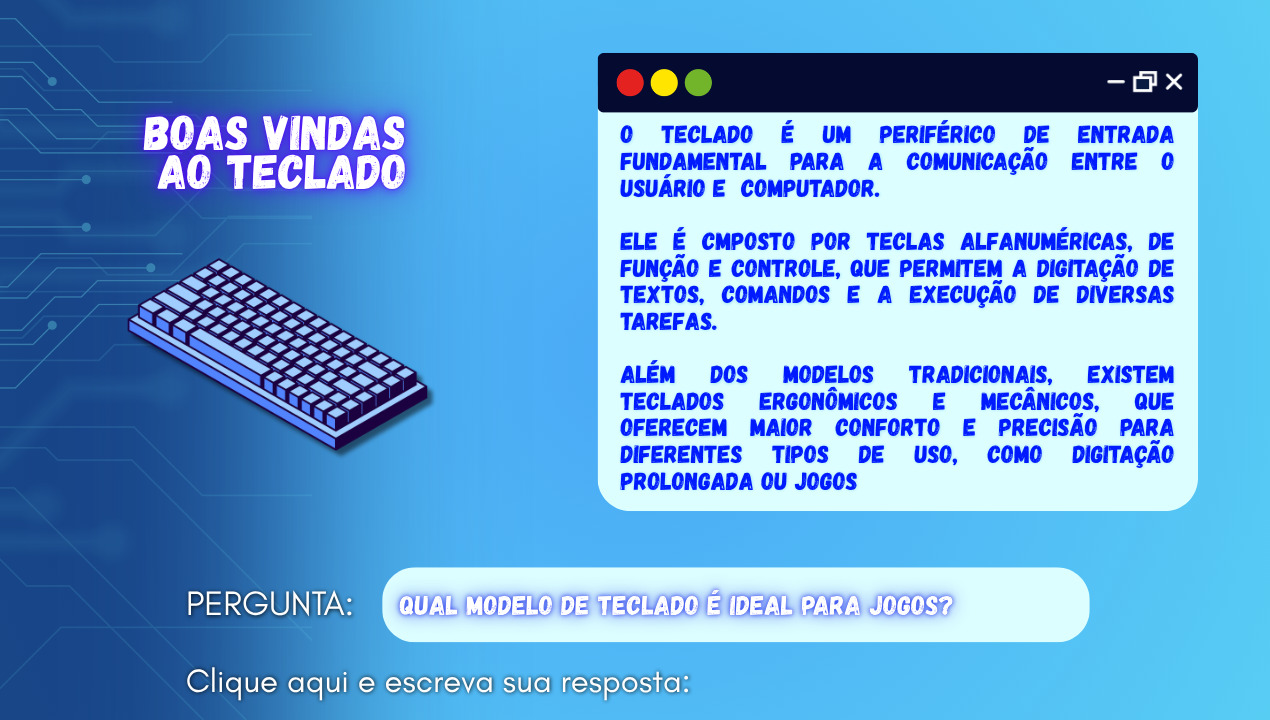 BOAS VINDAS
AO TECLADO
O TECLADO É UM PERIFÉRICO DE ENTRADA
FUNDAMENTAL PARA A COMUNICAÇÃO ENTRE O
USUÁRIO E COMPUTADOR.
ELE É CMPOSTO POR TECLAS ALFANUMÉRICAS, DE
FUNÇÃO E CONTROLE, QUE PERMITEM A DIGITAÇÃO DE
TEXTOS, COMANDOS E A EXECUÇÃO DE DIVERSAS
TAREFAS.
ALÉM DOS MODELOS TRADICIONAIS, EXISTEM
TECLADOS ERGONÔMICOS E MECÂNICOS, QUE
OFERECEM MAIOR CONFORTO E PRECISÃO PARA
DIFERENTES TIPOS DE USO, COMO DIGITAÇÃO
PROLONGADA OU JOGOS
PERGUNTA: QUAL MODELO DE TECLADO É IDEAL PARA JOGOS?
Clique aqui e escreva sua resposta: